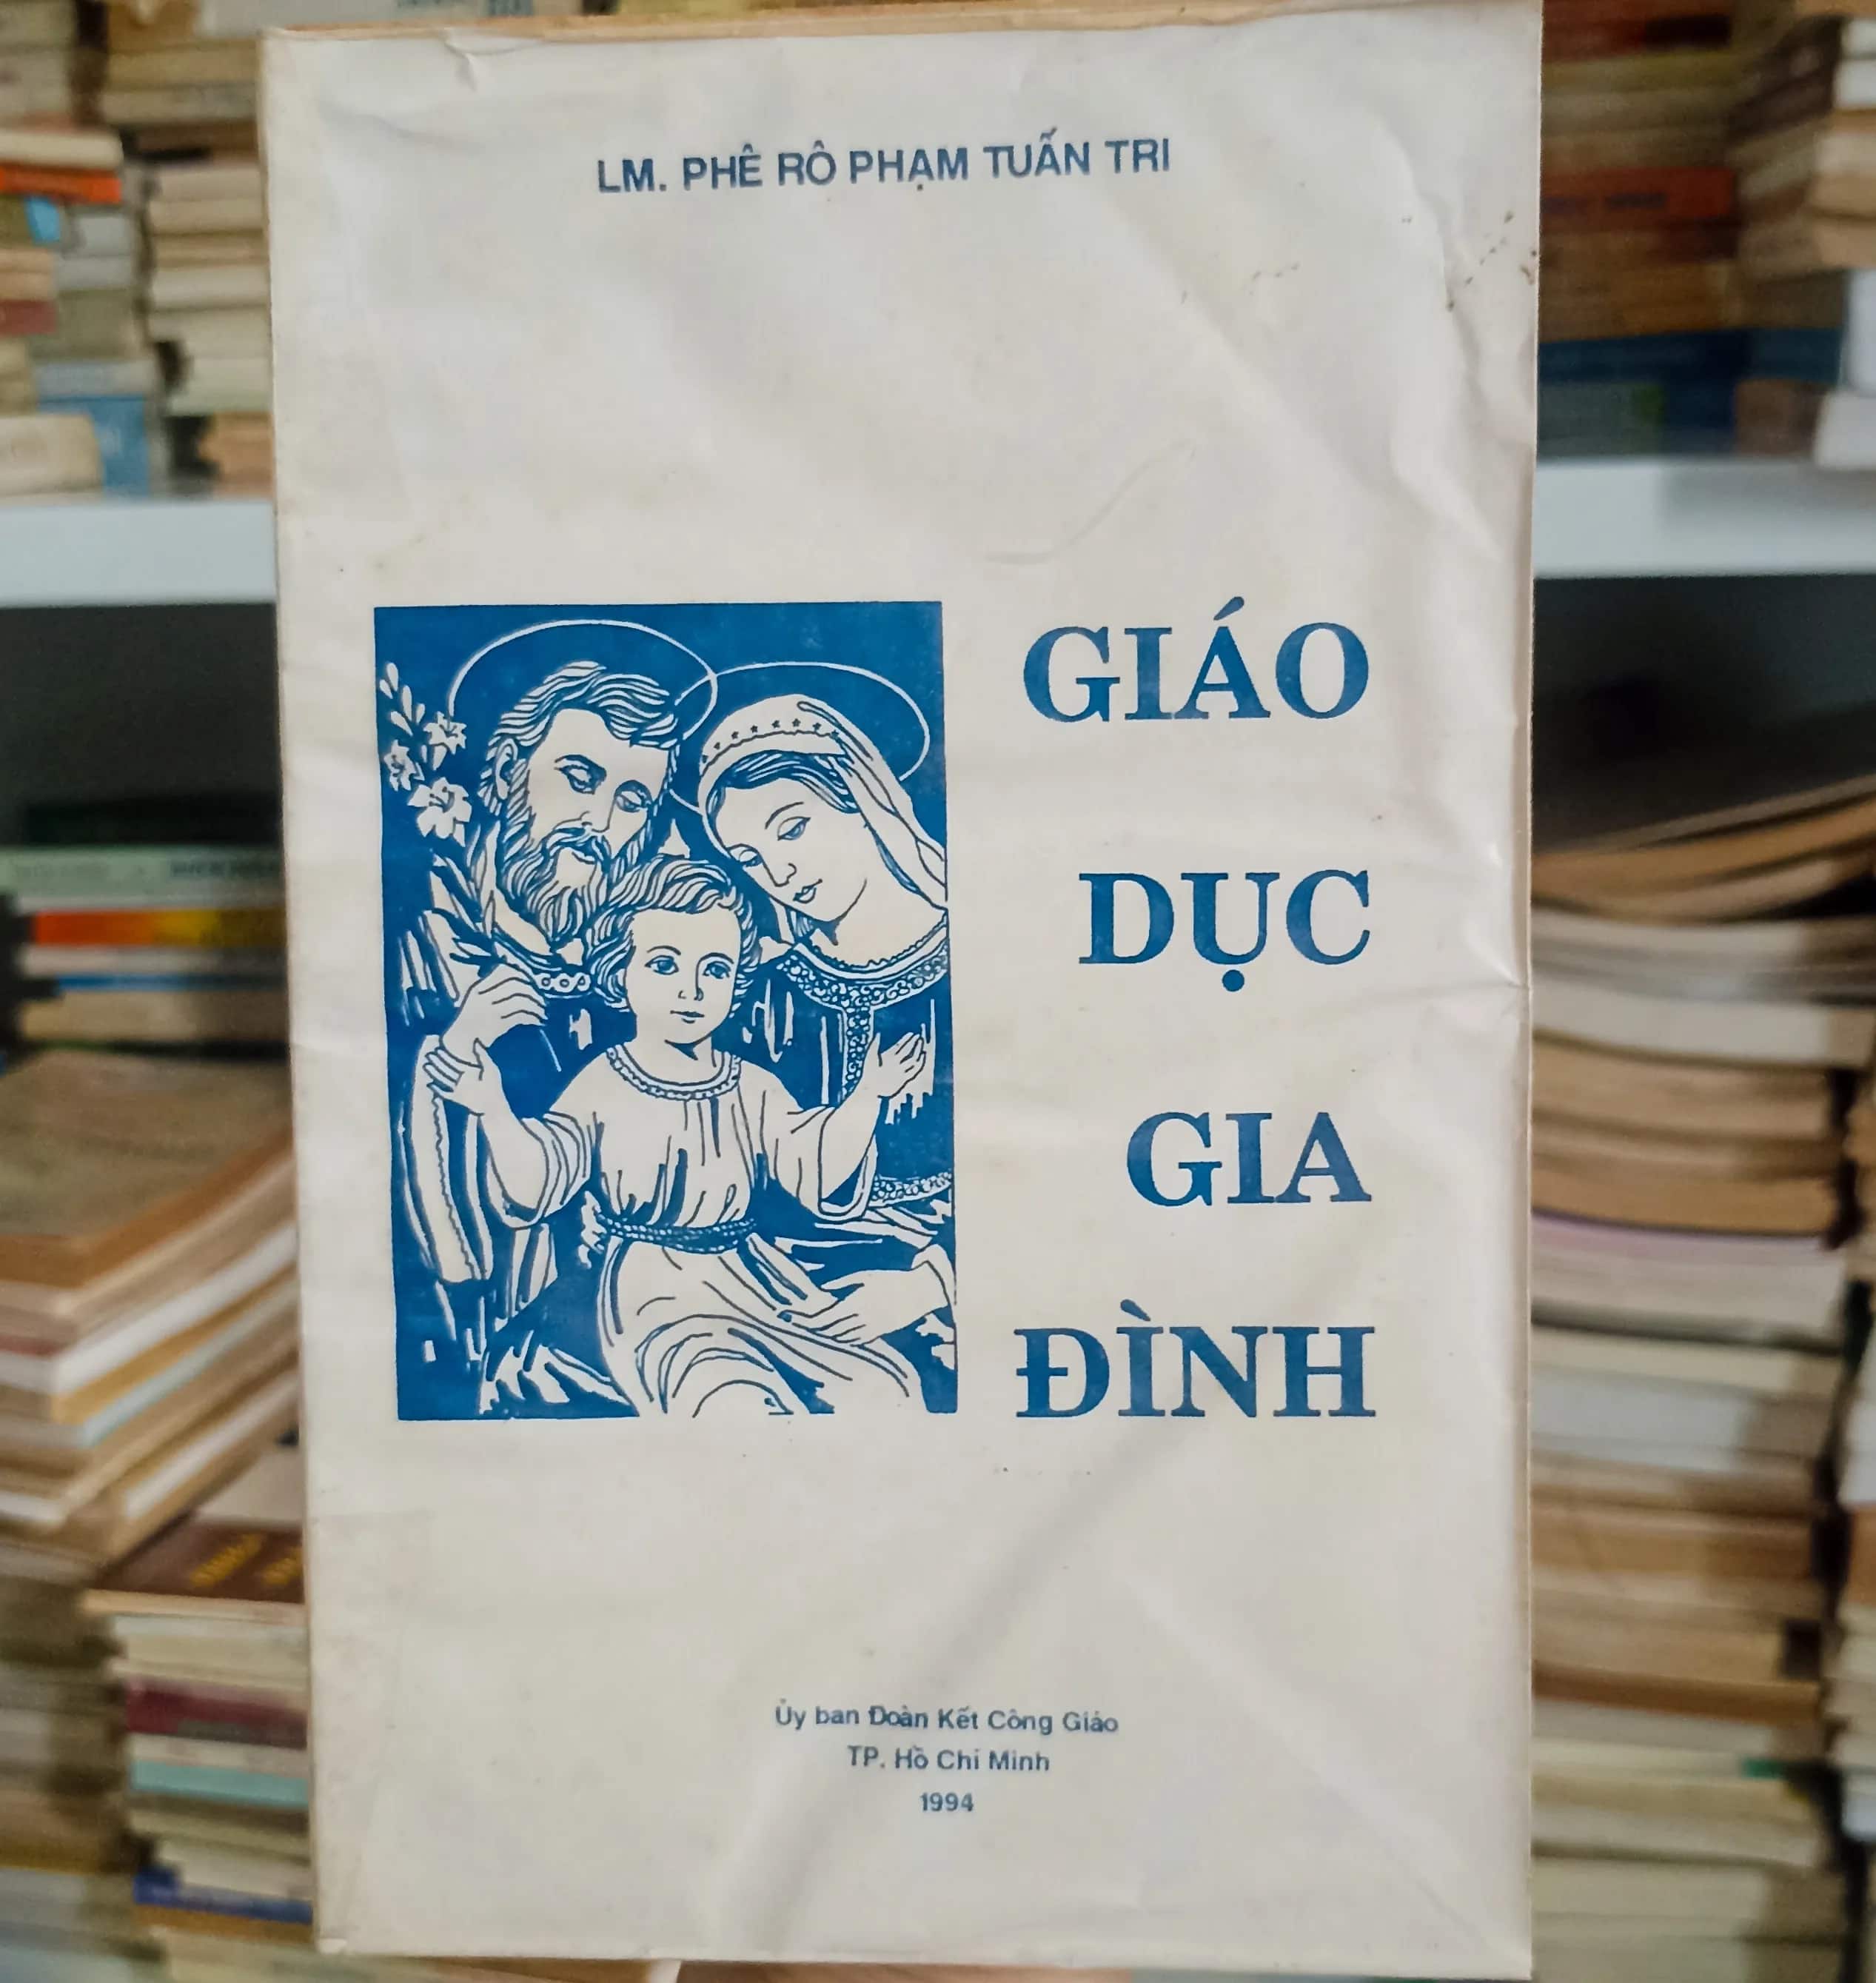 LM. PHÊ RÔ PHẠM TUẤN TRI
GIÁO
DỤC
GIA
ĐÌNH
Ủy ban Đoàn Kết Công Giáo
TP. Hồ Chí Minh
1994